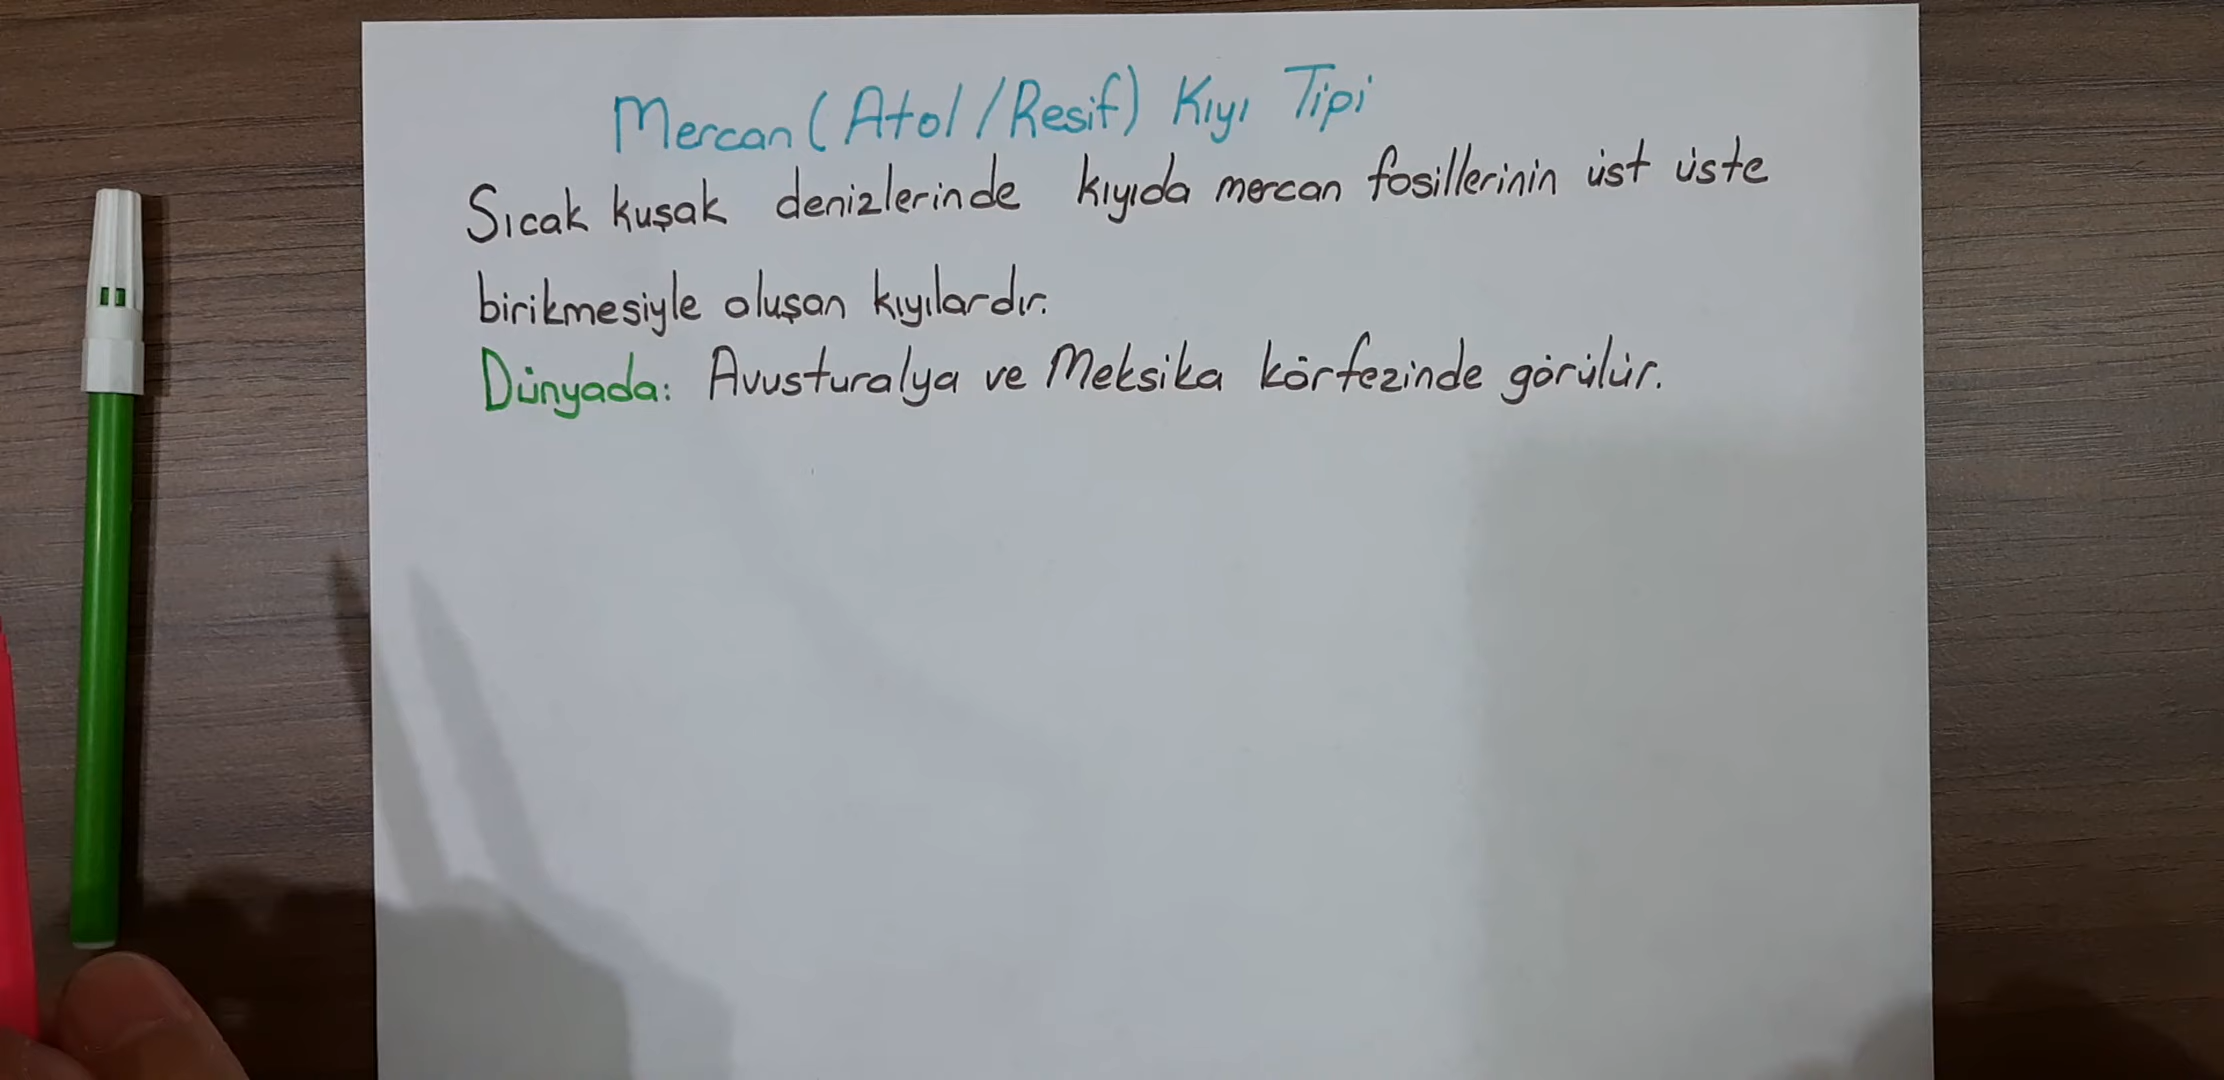 Mercan (Atol/Resif) Kıyı Tipi
Sıcak kuşak denizlerinde kıyıda mercan fosillerinin üst üste
birikmesiyle oluşan kıyılardır.
Dünyada: Avusturalya ve Meksika körfezinde görülür.